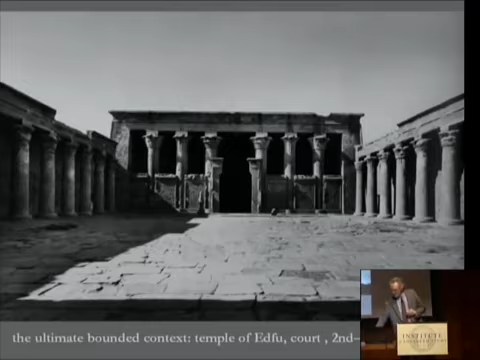 the ultimate bounded context: temple of Edfu, court , 2nd–
INSTITUTE